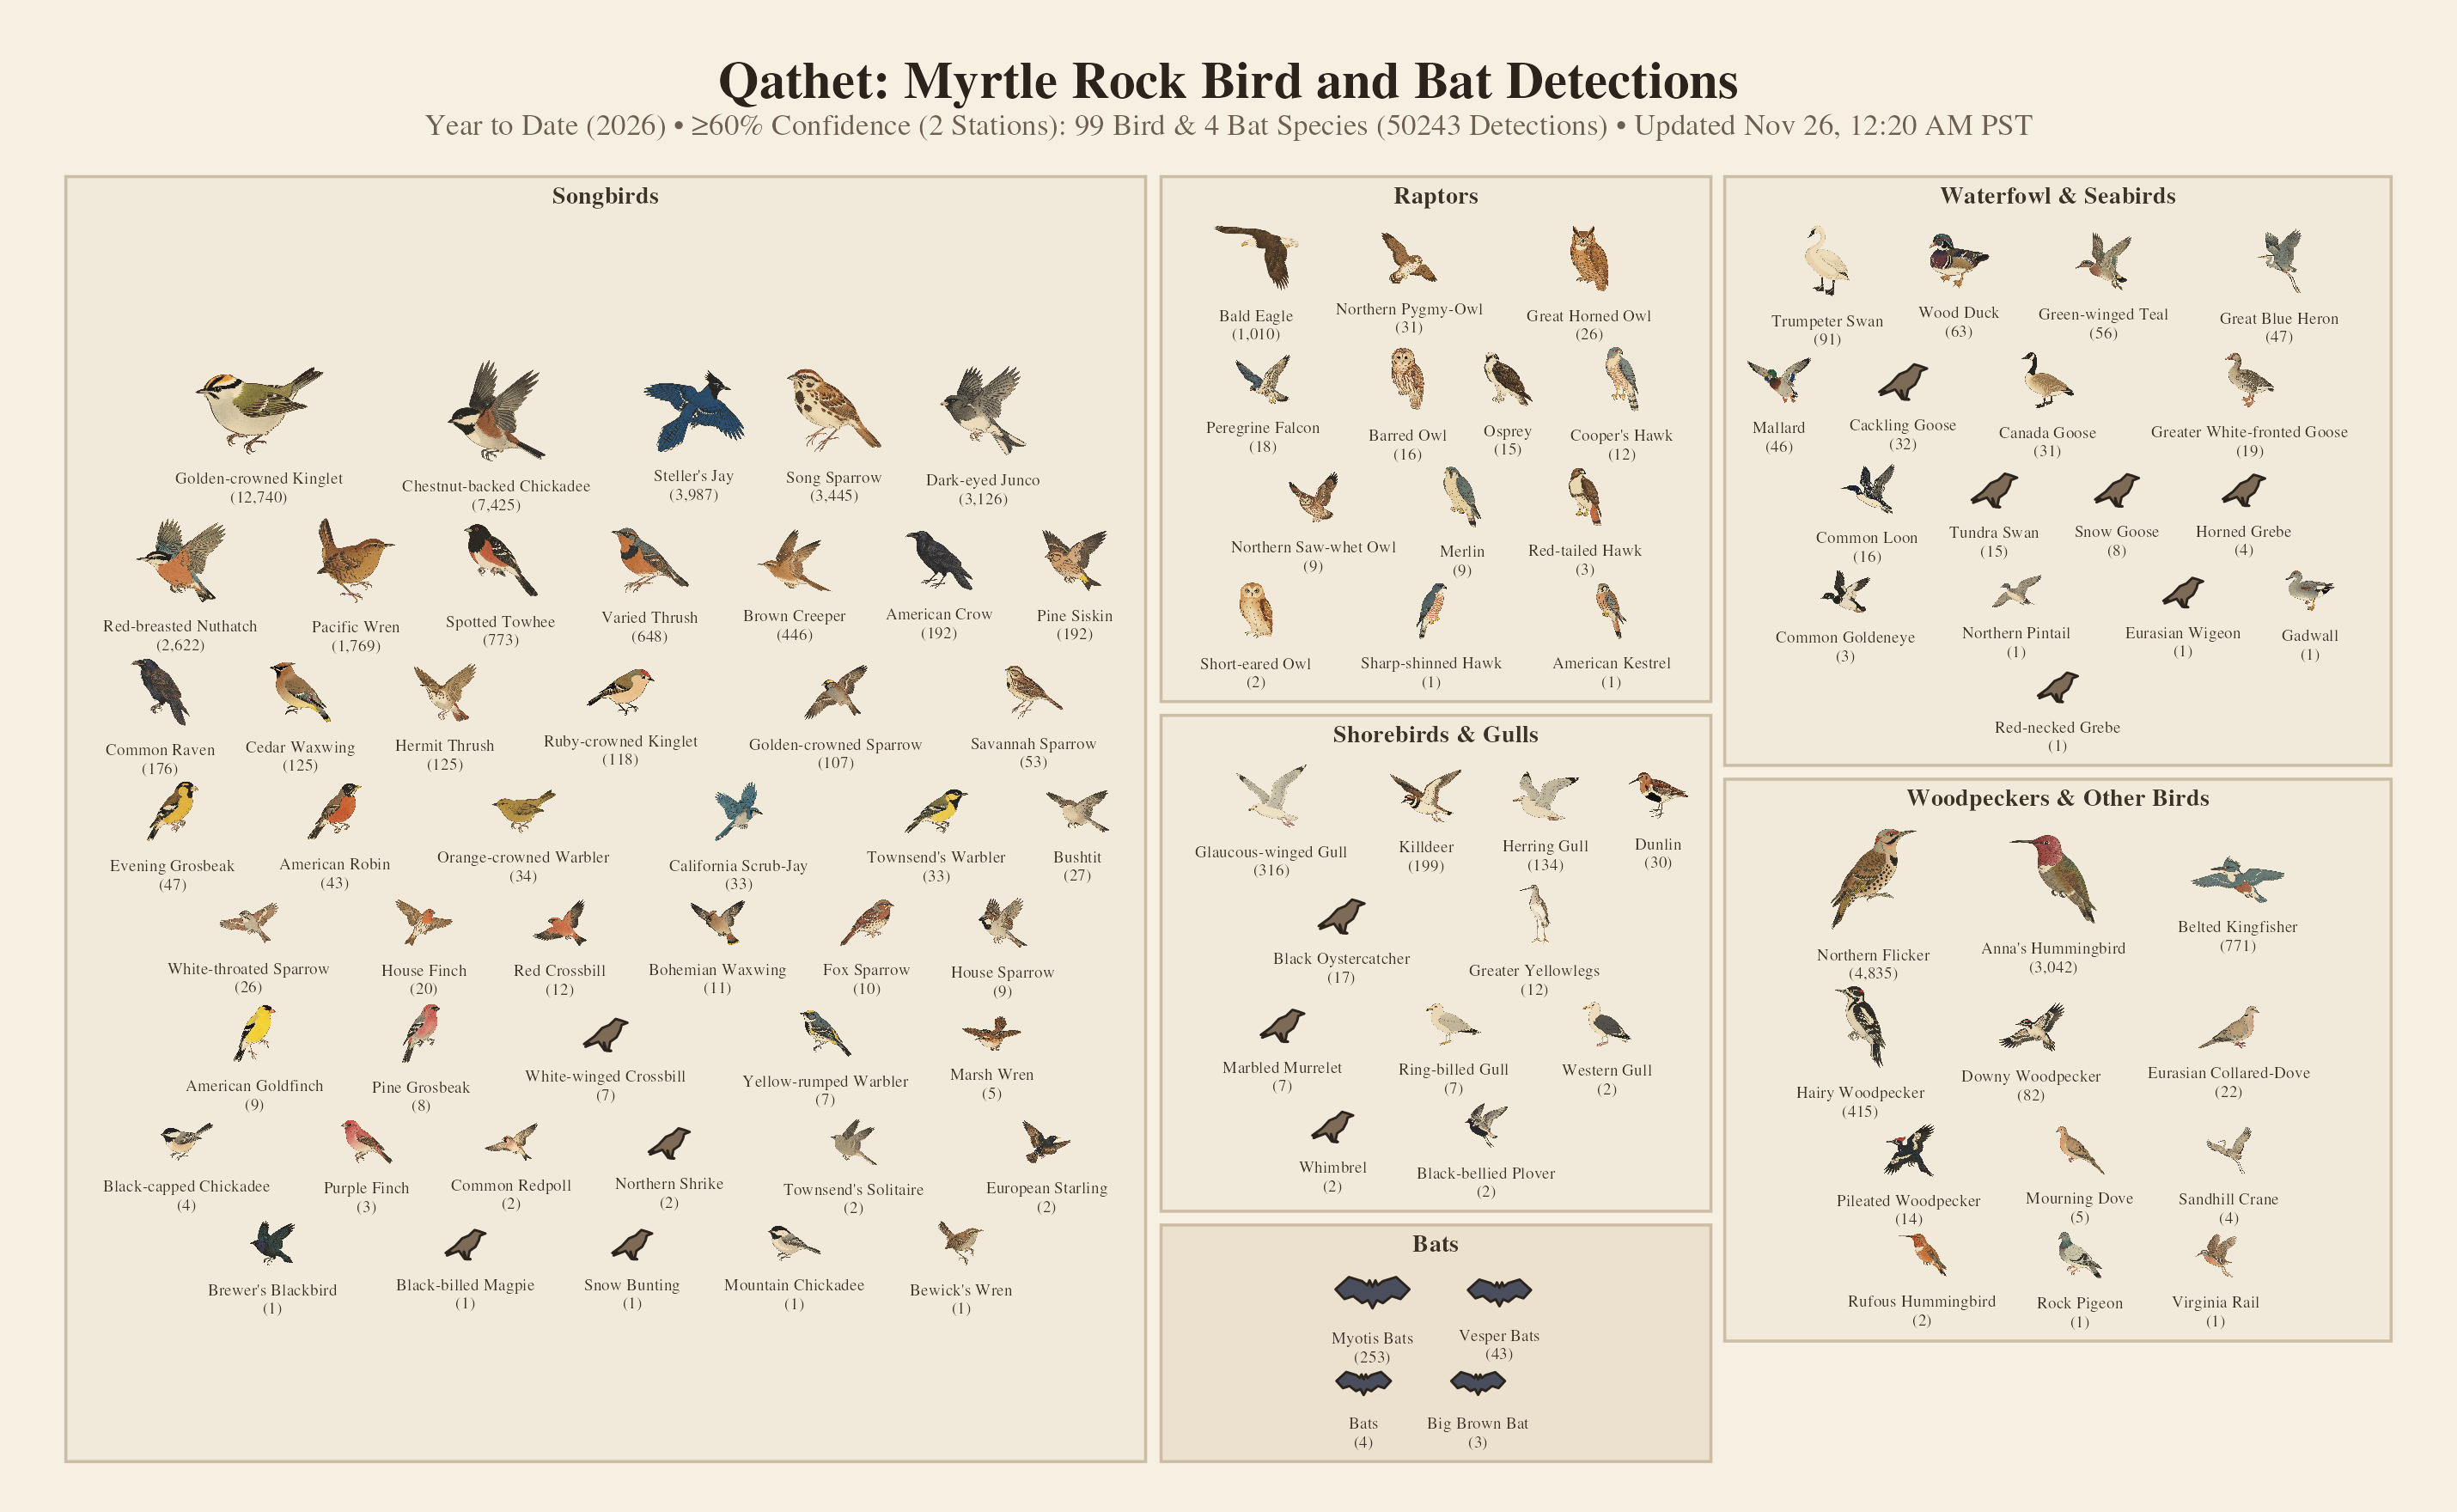 Qathet: Myrtle Rock Bird and Bat Detections
Year to Date (2026) • ≥60% Confidence (2 Stations): 99 Bird & 4 Bat Species (50243 Detections) • Updated Nov 26, 12:20 AM PST
Songbirds
Golden-crowned Kinglet
(12,740)
Chestnut-backed Chickadee
(7,425)
Steller's Jay
(3,987)
Song Sparrow
(3,445)
Dark-eyed Junco
(3,126)
Red-breasted Nuthatch
(2,622)
Pacific Wren
(1,769)
Spotted Towhee
(773)
Varied Thrush
(648)
Brown Creeper
(446)
American Crow
(192)
Pine Siskin
(192)
Common Raven
(176)
Cedar Waxwing
(125)
Hermit Thrush
(125)
Ruby-crowned Kinglet
(118)
Golden-crowned Sparrow
(107)
Savannah Sparrow
(53)
Evening Grosbeak
(47)
American Robin
(43)
Orange-crowned Warbler
(34)
California Scrub-Jay
(33)
Townsend's Warbler
(33)
Bushtit
(27)
White-throated Sparrow
(26)
House Finch
(20)
Red Crossbill
(12)
Bohemian Waxwing
(11)
Fox Sparrow
(10)
House Sparrow
(9)
American Goldfinch
(9)
Pine Grosbeak
(8)
White-winged Crossbill
(7)
Yellow-rumped Warbler
(7)
Marsh Wren
(5)
Black-capped Chickadee
(4)
Purple Finch
(3)
Common Redpoll
(2)
Northern Shrike
(2)
Townsend's Solitaire
(2)
European Starling
(2)
Brewer's Blackbird
(1)
Black-billed Magpie
(1)
Snow Bunting
(1)
Mountain Chickadee
(1)
Bewick's Wren
(1)
Raptors
Bald Eagle
(1,010)
Northern Pygmy-Owl
(31)
Great Horned Owl
(26)
Peregrine Falcon
(18)
Barred Owl
(16)
Osprey
(15)
Cooper's Hawk
(12)
Northern Saw-whet Owl
(9)
Merlin
(9)
Red-tailed Hawk
(3)
Short-eared Owl
(2)
Sharp-shinned Hawk
(1)
American Kestrel
(1)
Shorebirds & Gulls
Glaucous-winged Gull
(316)
Killdeer
(199)
Herring Gull
(134)
Dunlin
(30)
Black Oystercatcher
(17)
Greater Yellowlegs
(12)
Marbled Murrelet
(7)
Ring-billed Gull
(7)
Western Gull
(2)
Whimbrel
(2)
Black-bellied Plover
(2)
Bats
Myotis Bats
(253)
Vesper Bats
(43)
Bats
(4)
Big Brown Bat
(3)
Waterfowl & Seabirds
Trumpeter Swan
(91)
Wood Duck
(63)
Green-winged Teal
(56)
Great Blue Heron
(47)
Mallard
(46)
Cackling Goose
(32)
Canada Goose
(31)
Greater White-fronted Goose
(19)
Common Loon
(16)
Tundra Swan
(15)
Snow Goose
(8)
Horned Grebe
(4)
Common Goldeneye
(3)
Northern Pintail
(1)
Eurasian Wigeon
(1)
Gadwall
(1)
Red-necked Grebe
(1)
Woodpeckers & Other Birds
Northern Flicker
(4,835)
Anna's Hummingbird
(3,042)
Belted Kingfisher
(771)
Hairy Woodpecker
(415)
Downy Woodpecker
(82)
Eurasian Collared-Dove
(22)
Pileated Woodpecker
(14)
Mourning Dove
(5)
Sandhill Crane
(4)
Rufous Hummingbird
(2)
Rock Pigeon
(1)
Virginia Rail
(1)